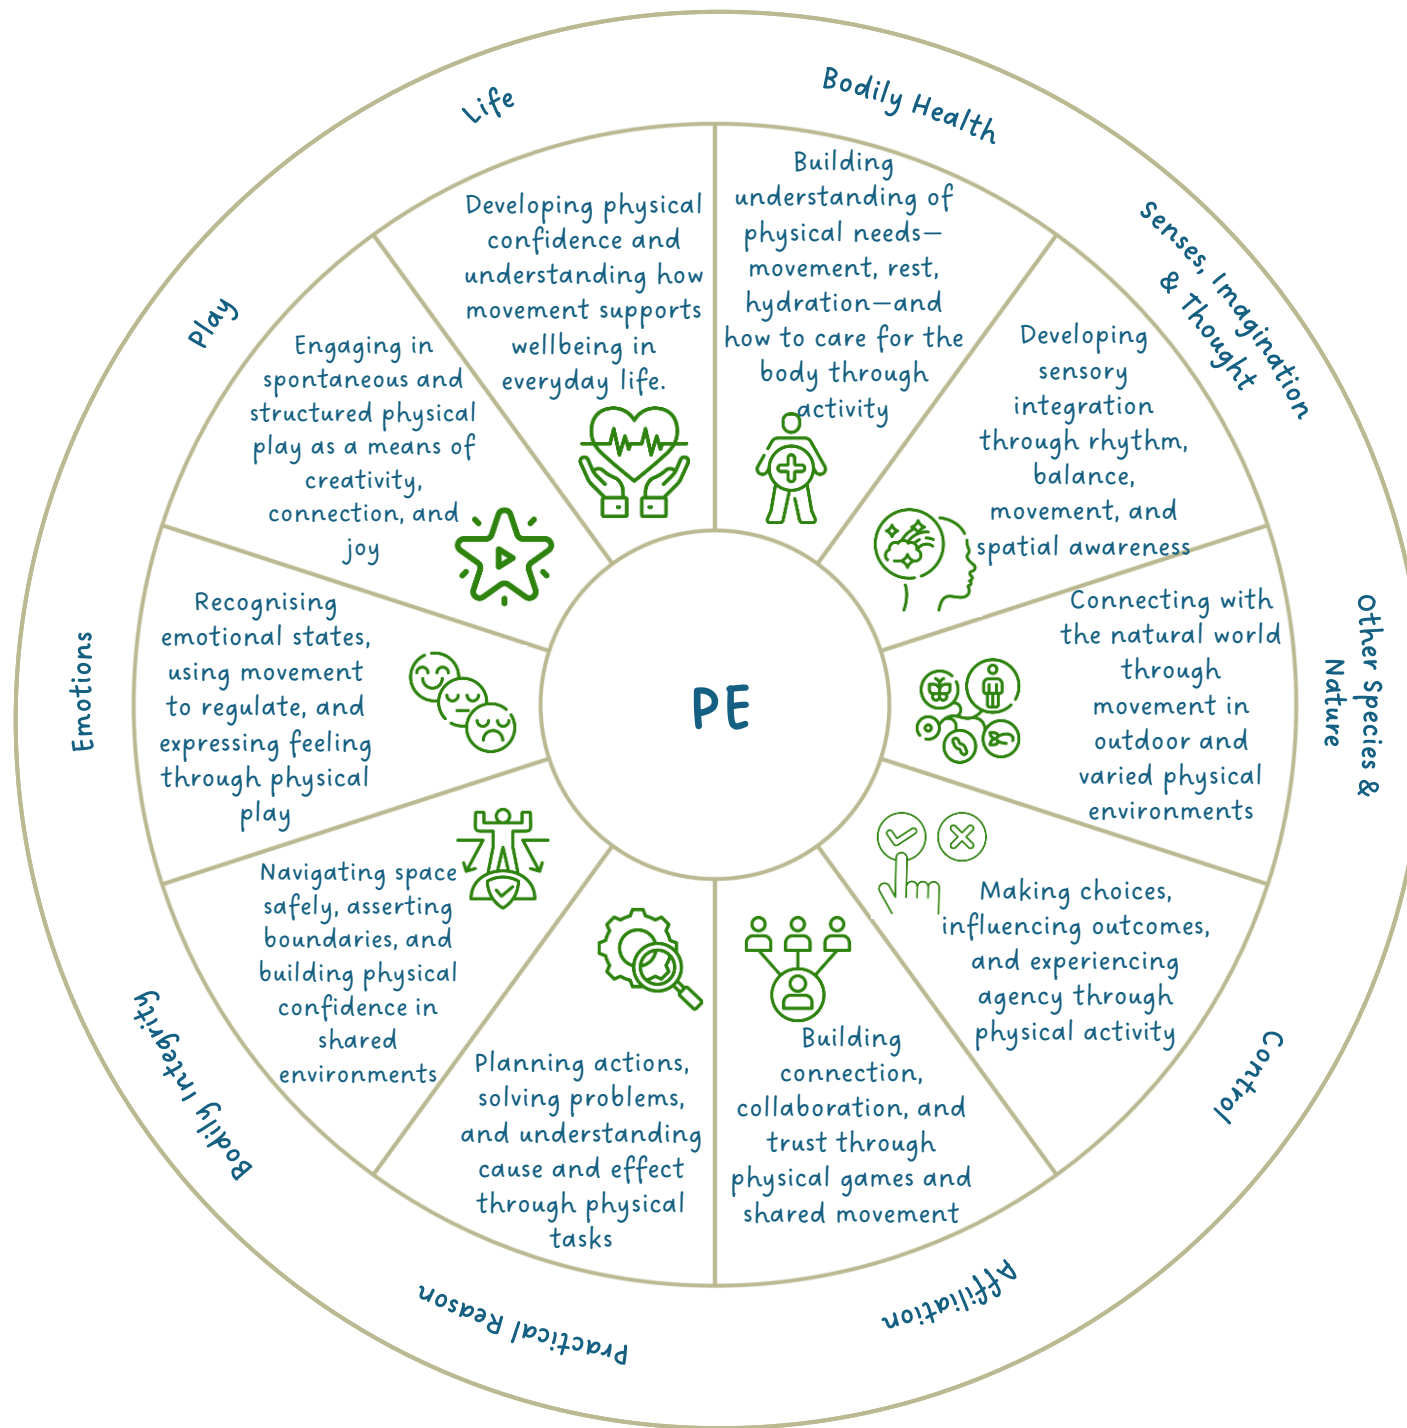 PE
Life
Developing physical
confidence and
understanding how
movement supports
wellbeing in
everyday life.
Bodily Health
Building
understanding of
physical needs—
movement, rest,
hydration—and
how to care for the
body through
activity
Senses, Imagination
& Thought
Developing
sensory
integration
through rhythm,
balance,
movement, and
spatial awareness
Other Species &
Nature
Connecting with
the natural world
through
movement in
outdoor and
varied physical
environments
Control
Making choices,
influencing outcomes,
and experiencing
agency through
physical activity
Affiliation
Building
connection,
collaboration, and
trust through
physical games and
shared movement
Practical Reason
Planning actions,
solving problems,
and understanding
cause and effect
through physical
tasks
Bodily Integrity
Navigating space
safely, asserting
boundaries, and
building physical
confidence in
shared
environments
Emotions
Recognising
emotional states,
using movement
to regulate, and
expressing feeling
through physical
play
Play
Engaging in
spontaneous and
structured physical
play as a means of
creativity,
connection, and
joy